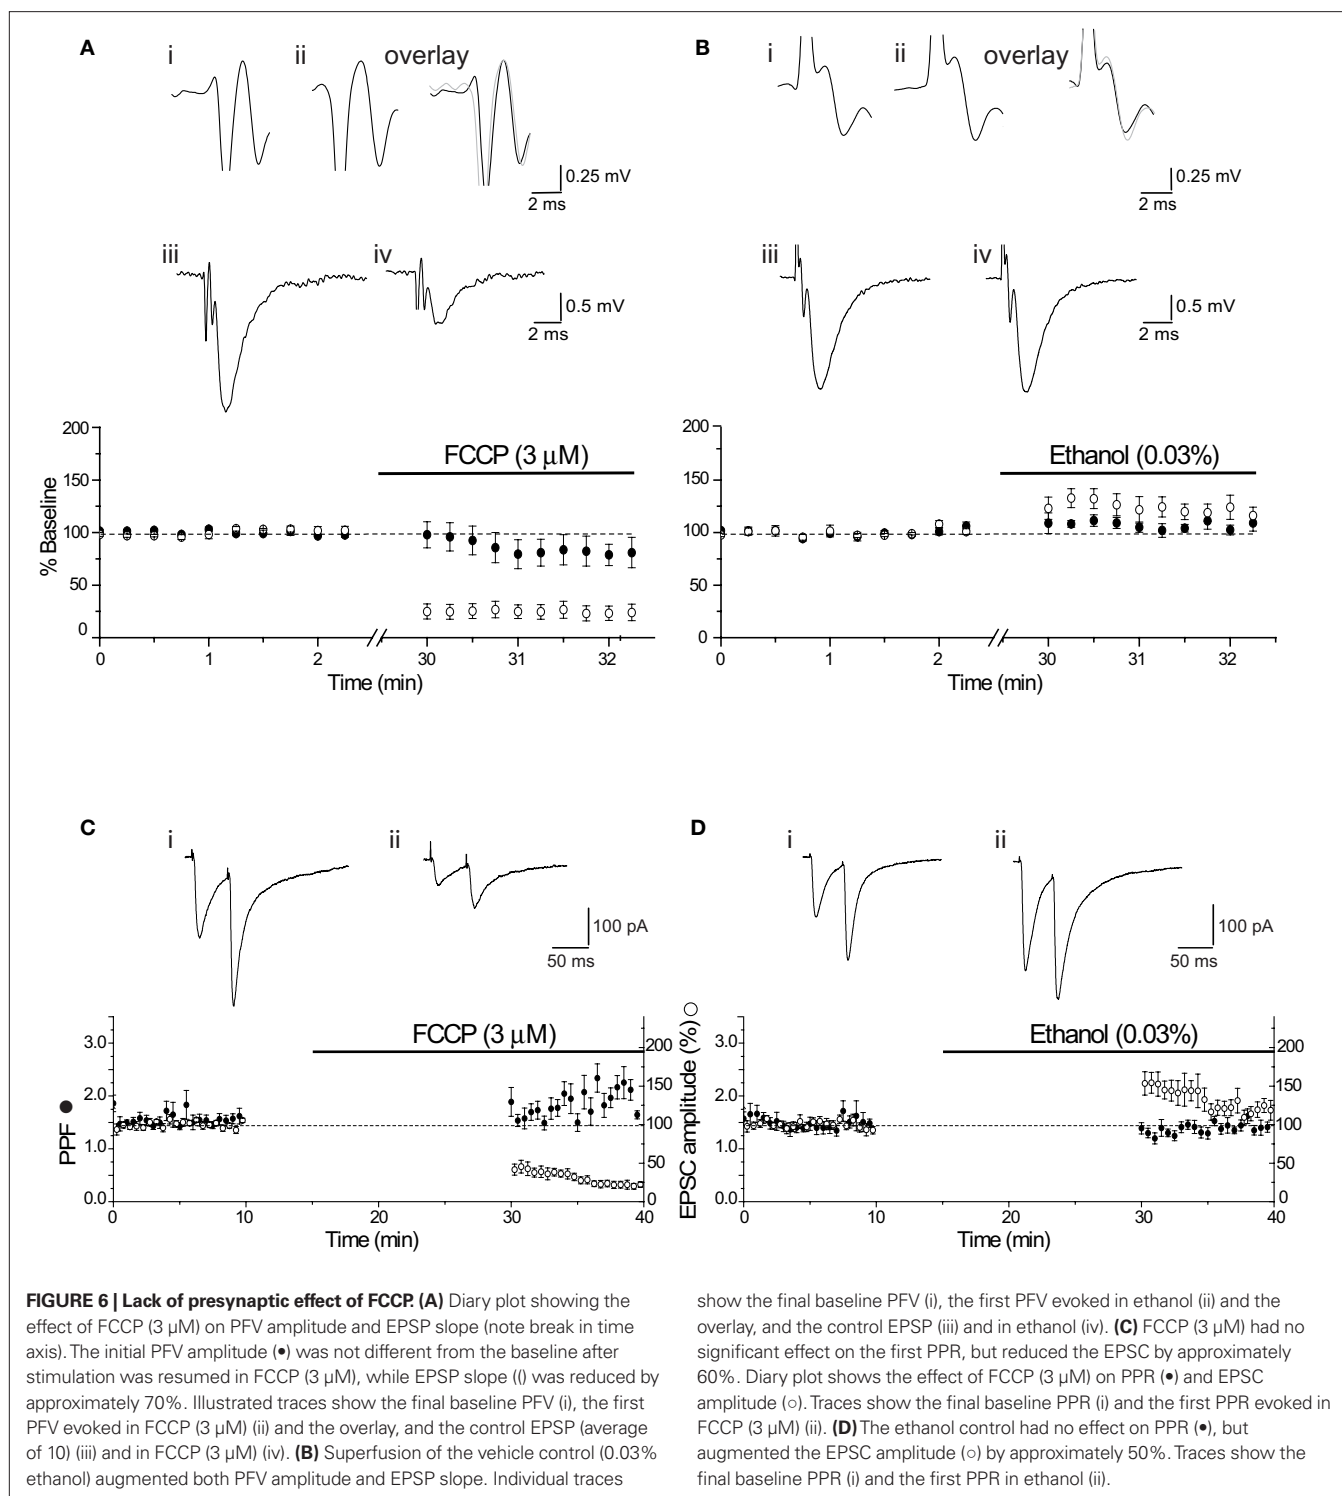 A
i
ii
overlay
0.25 mV
2 ms
iii
iv
0.5 mV
2 ms
FCCP (3 μM)
% Baseline
200
150
100
50
0
0
1
2
30
31
32
Time (min)
B
i
ii
overlay
0.25 mV
2 ms
iii
iv
0.5 mV
2 ms
Ethanol (0.03%)
200
150
100
50
0
0
1
2
30
31
32
Time (min)
C
i
ii
100 pA
50 ms
FCCP (3 μM)
PPF ●
3.0
2.0
1.0
0.0
200
150
100
50
0
EPSC amplitude (%) ○
0
10
20
30
40
Time (min)
D
i
ii
100 pA
50 ms
Ethanol (0.03%)
3.0
2.0
1.0
0.0
200
150
100
50
0
0
10
20
30
40
Time (min)
FIGURE 6 | Lack of presynaptic effect of FCCP. (A) Diary plot showing the
effect of FCCP (3 μM) on PFV amplitude and EPSP slope (note break in time
axis). The initial PFV amplitude (•) was not different from the baseline after
stimulation was resumed in FCCP (3 μM), while EPSP slope (() was reduced by
approximately 70%. Illustrated traces show the final baseline PFV (i), the first
PFV evoked in FCCP (3 μM) (ii) and the overlay, and the control EPSP (average
of 10) (iii) and in FCCP (3 μM) (iv). (B) Superfusion of the vehicle control (0.03%
ethanol) augmented both PFV amplitude and EPSP slope. Individual traces
show the final baseline PFV (i), the first PFV evoked in ethanol (ii) and the
overlay, and the control EPSP (iii) and in ethanol (iv). (C) FCCP (3 μM) had no
significant effect on the first PPR, but reduced the EPSC by approximately
60%. Diary plot shows the effect of FCCP (3 μM) on PPR (•) and EPSC
amplitude (○). Traces show the final baseline PPR (i) and the first PPR evoked in
FCCP (3 μM) (ii). (D) The ethanol control had no effect on PPR (•), but
augmented the EPSC amplitude (○) by approximately 50%. Traces show the
final baseline PPR (i) and the first PPR in ethanol (ii).